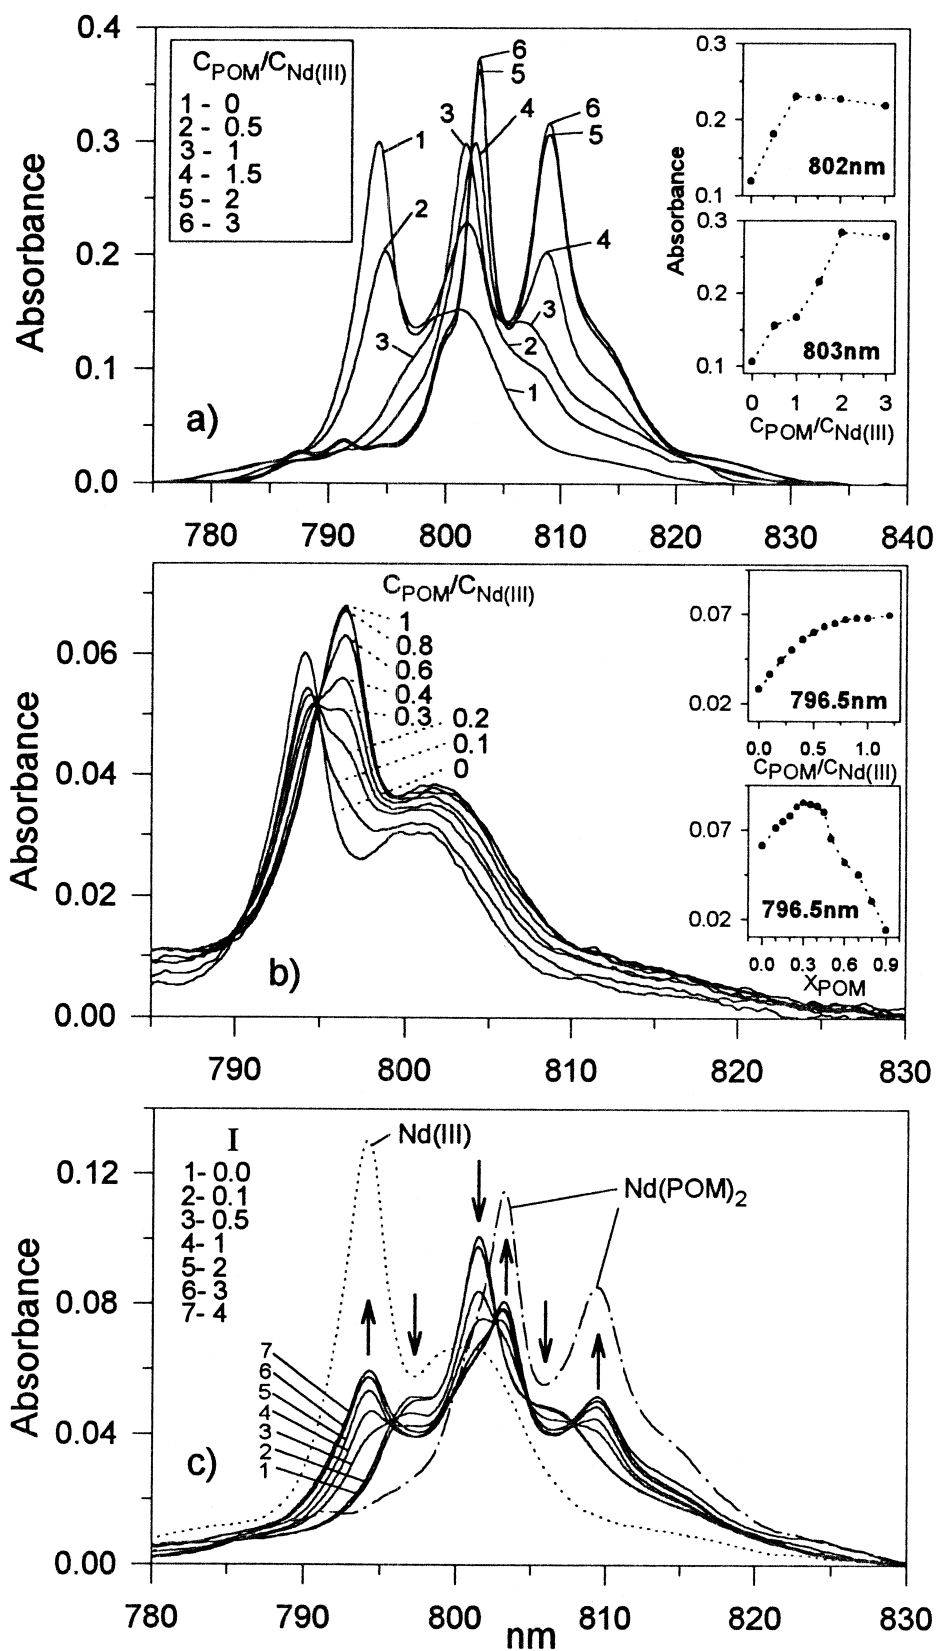 0.4
0.3
0.2
0.1
0.0
Absorbance
C_POM/C_Nd(III)
1 - 0
2 - 0.5
3 - 1
4 - 1.5
5 - 2
6 - 3
1
2
3
3
6
5
4
6
5
4
3
2
1
a)
0.3
0.2
0.1
802nm
Absorbance
0.3
0.2
0.1
803nm
0 1 2 3
C_POM/C_Nd(III)
780 790 800 810 820 830 840
0.06
0.04
0.02
0.00
Absorbance
C_POM/C_Nd(III)
1
0.8
0.6
0.4
0.3
0.2
0.1
0
b)
0.07
0.02
796.5nm
0.0 0.5 1.0
C_POM/C_Nd(III)
0.07
0.02
796.5nm
0.0 0.3 0.6 0.9
X_POM
790 800 810 820 830
0.12
0.08
0.04
0.00
Absorbance
I
1- 0.0
2- 0.1
3- 0.5
4- 1
5- 2
6- 3
7- 4
Nd(III)
Nd(POM)_2
7
6
5
4
3
2
1
c)
780 790 800 810 820 830
nm